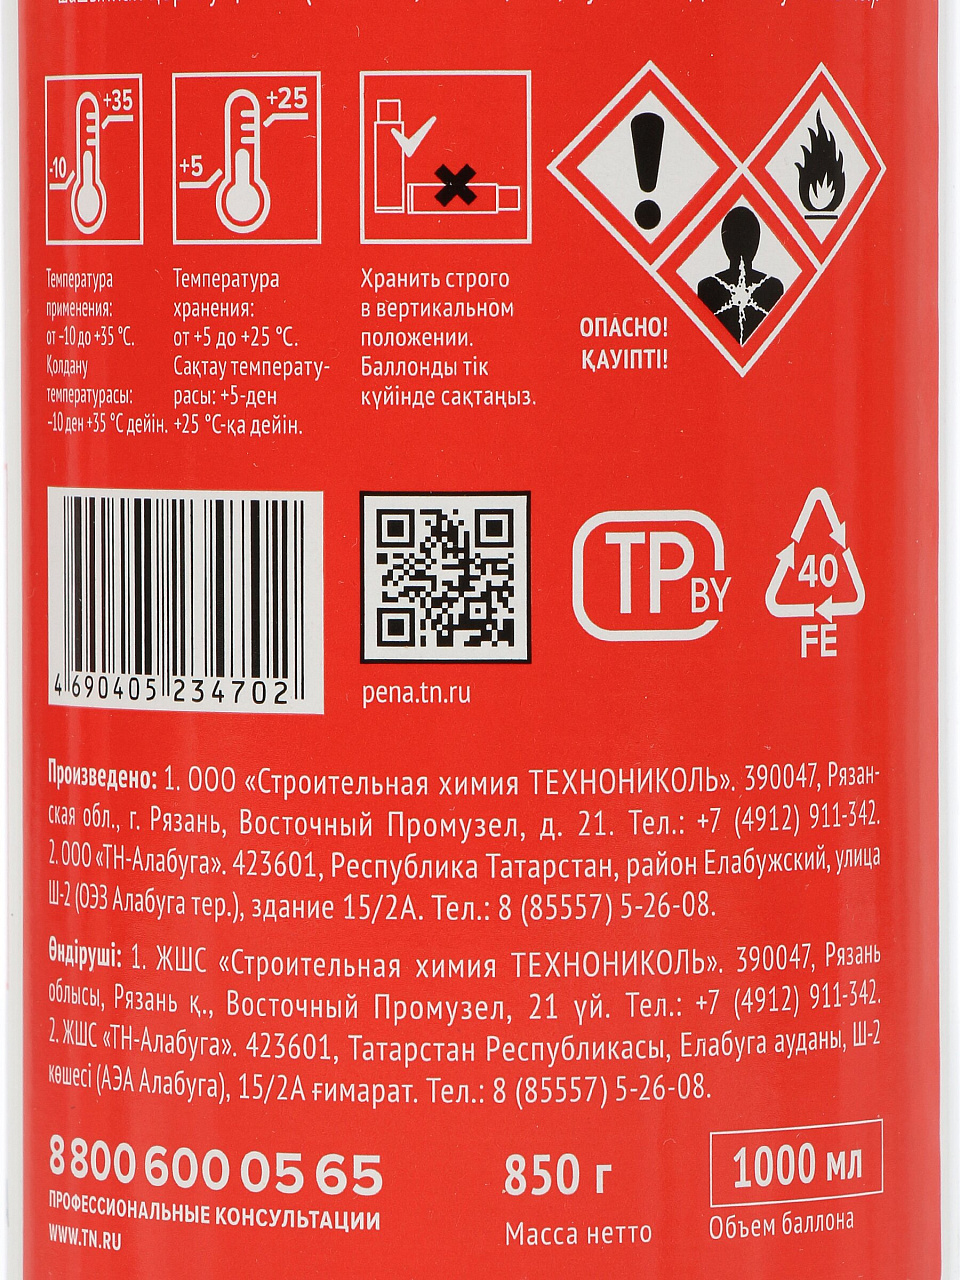 +35
-10
+25
+5
Температура
применения:
от -10 до +35 °С.
Қолдану
температурасы:
-10 ден +35 °С дейін.
Температура
хранения:
от +5 до +25 °С.
Сақтау температу-
расы: +5-ден
+25 °С-қа дейін.
Хранить строго
в вертикальном
положении.
Баллонды тік
күйінде сақтаңыз.
ОПАСНО!
ҚАУІПТІ!
4 690405 234702
pena.tn.ru
TP BY
40
FE
Произведено: 1. ООО «Строительная химия ТЕХНОНИКОЛЬ». 390047, Рязан-
ская обл., г. Рязань, Восточный Промузел, д. 21. Тел.: +7 (4912) 911-342.
2. ООО «ТН-Алабуга». 423601, Республика Татарстан, район Елабужский, улица
Ш-2 (ОЭЗ Алабуга тер.), здание 15/2А. Тел.: 8 (85557) 5-26-08.
Өндіруші: 1. ЖШС «Строительная химия ТЕХНОНИКОЛЬ». 390047, Рязань
облысы, Рязань қ., Восточный Промузел, 21 үй. Тел.: +7 (4912) 911-342.
2. ЖШС «ТН-Алабуга». 423601, Татарстан Республикасы, Елабуга ауданы, Ш-2
көшесі (АЭА Алабуга), 15/2А ғимарат. Тел.: 8 (85557) 5-26-08.
8 800 600 05 65
ПРОФЕССИОНАЛЬНЫЕ КОНСУЛЬТАЦИИ
WWW.TN.RU
850 г
Масса нетто
1000 мл
Объем баллона